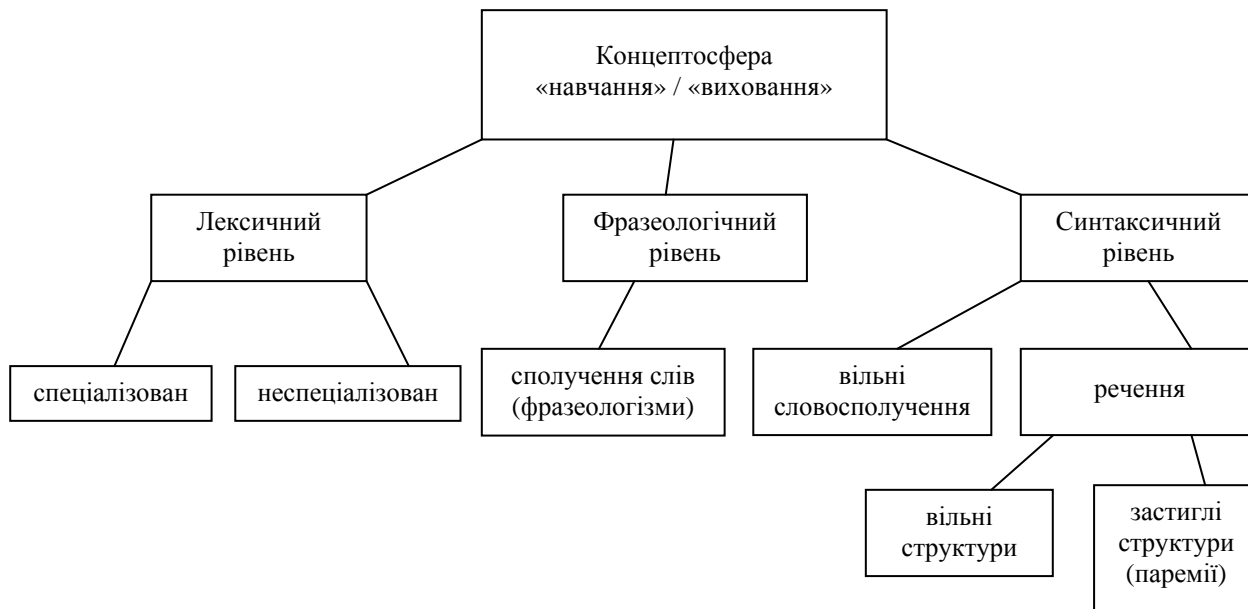 Концептосфера
«навчання» / «виховання»
Лексичний
рівень
Фразеологічний
рівень
Синтаксичний
рівень
спеціалізован
неспеціалізован
сполучення слів
(фразеологізми)
вільні
словосполучення
речення
вільні
структури
застиглі
структури
(паремії)